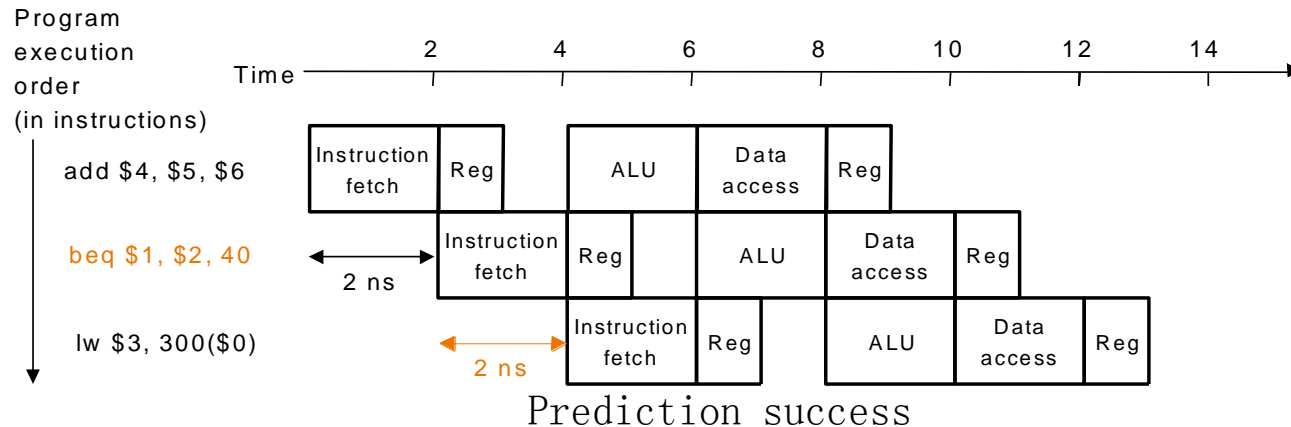 Program
execution
order
(in instructions)
Time
2 4 6 8 10 12 14
add $4, $5, $6
Instruction
fetch
Reg
ALU
Data
access
Reg
beq $1, $2, 40
2 ns
Instruction
fetch
Reg
ALU
Data
access
Reg
lw $3, 300($0)
2 ns
Instruction
fetch
Reg
ALU
Data
access
Reg
Prediction success